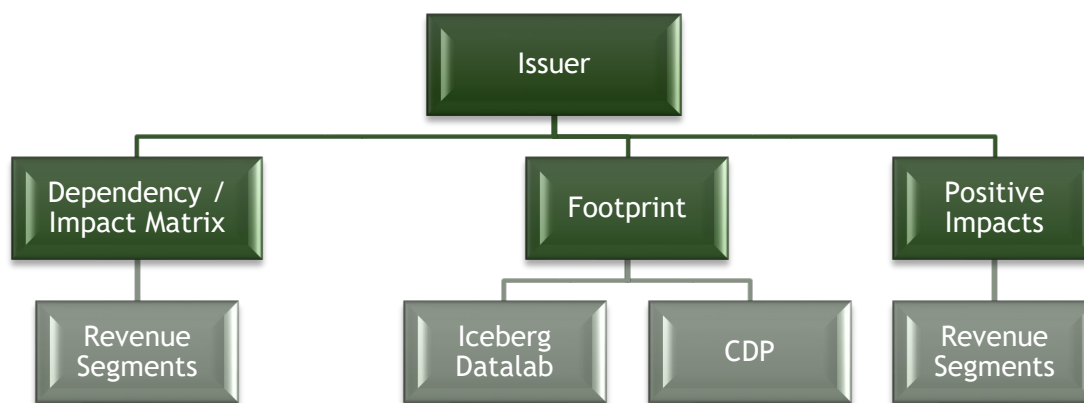 Issuer
Dependency /
Impact Matrix
Footprint
Positive
Impacts
Revenue
Segments
Iceberg
Datalab
CDP
Revenue
Segments